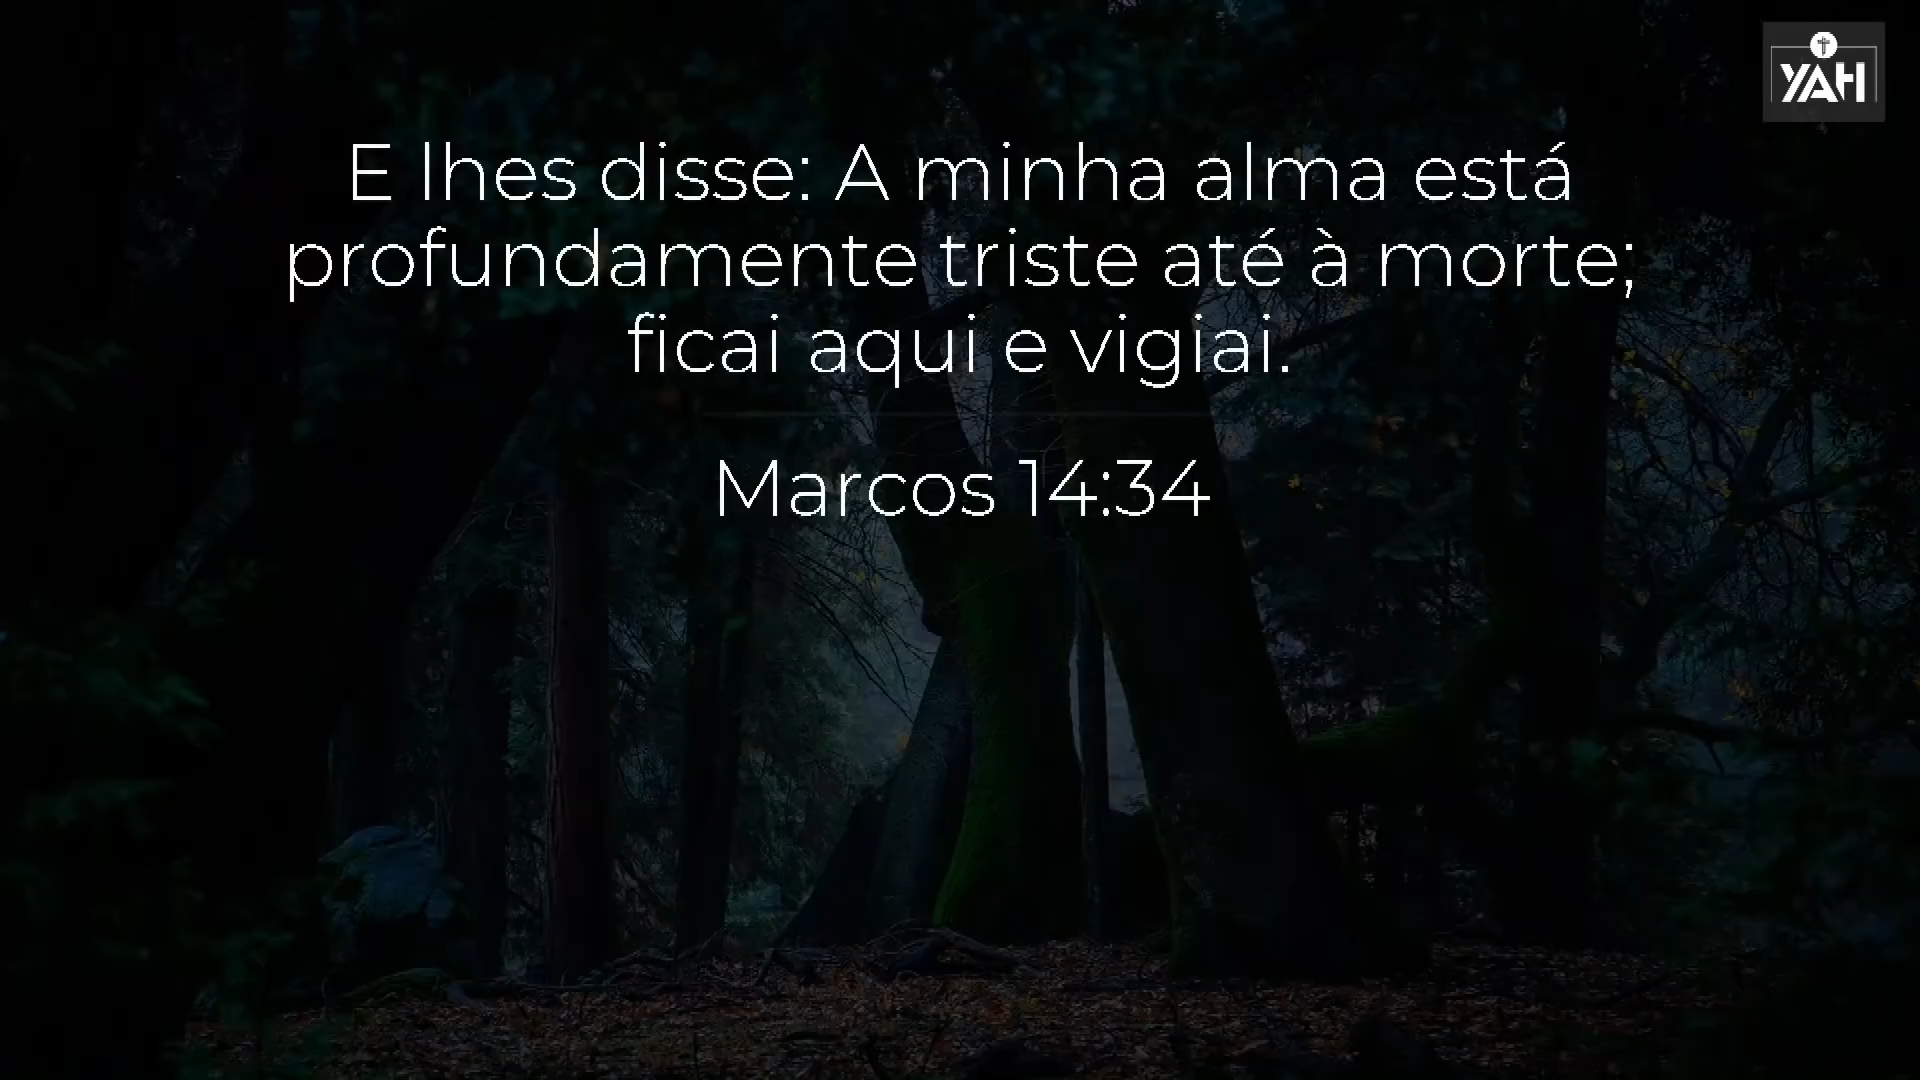 YAH
E lhes disse: A minha alma está
profundamente triste até à morte;
ficai aqui e vigiai.
Marcos 14:34